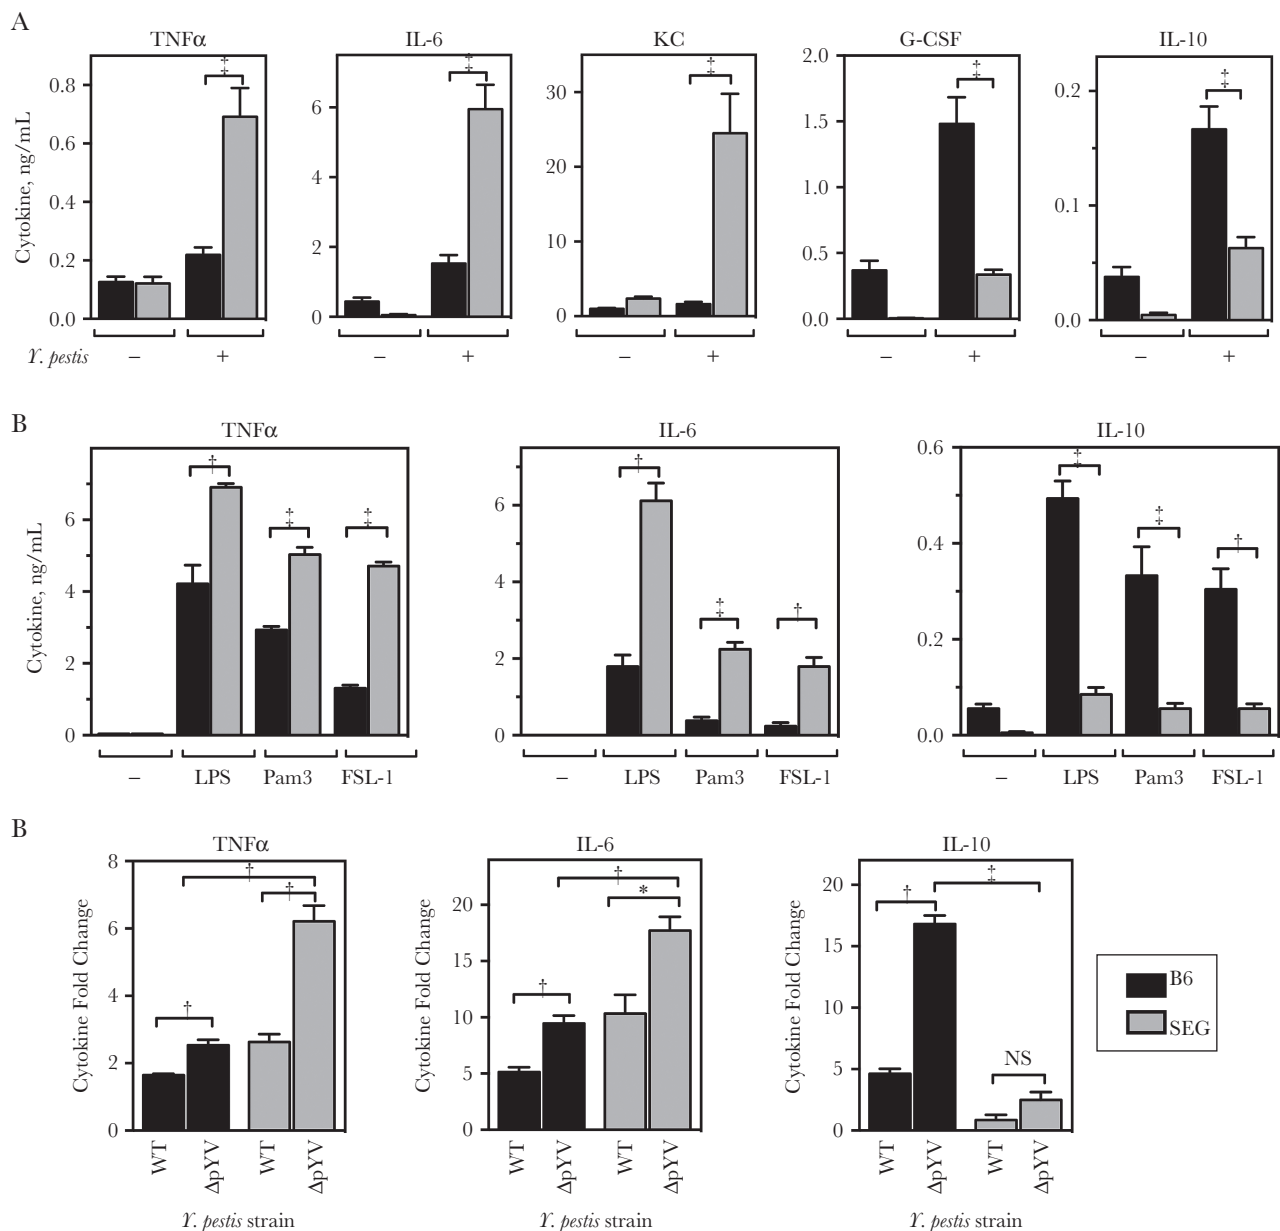 A
TNFα IL-6 KC G-CSF IL-10
Cytokine, ng/mL
0.8
0.6
0.4
0.2
0.0
‡
6
4
2
0
‡
30
20
10
0
‡
2.0
1.5
1.0
0.5
0.0
‡
0.2
0.1
0.0
‡
Y. pestis – + – + – + – + – +
B
TNFα IL-6 IL-10
Cytokine, ng/mL
6
4
2
0
† ‡ ‡
6
4
2
0
† ‡ †
0.6
0.4
0.2
0.0
‡ ‡ †
– LPS Pam3 FSL-1 – LPS Pam3 FSL-1 – LPS Pam3 FSL-1
B
TNFα IL-6 IL-10
Cytokine Fold Change
8
6
4
2
0
†
†
†
WT ΔpYV WT ΔpYV
Y. pestis strain
Cytokine Fold Change
20
15
10
5
0
†
*
†
WT ΔpYV WT ΔpYV
Y. pestis strain
Cytokine Fold Change
20
15
10
5
0
† ‡
NS
WT ΔpYV WT ΔpYV
Y. pestis strain
B6
SEG